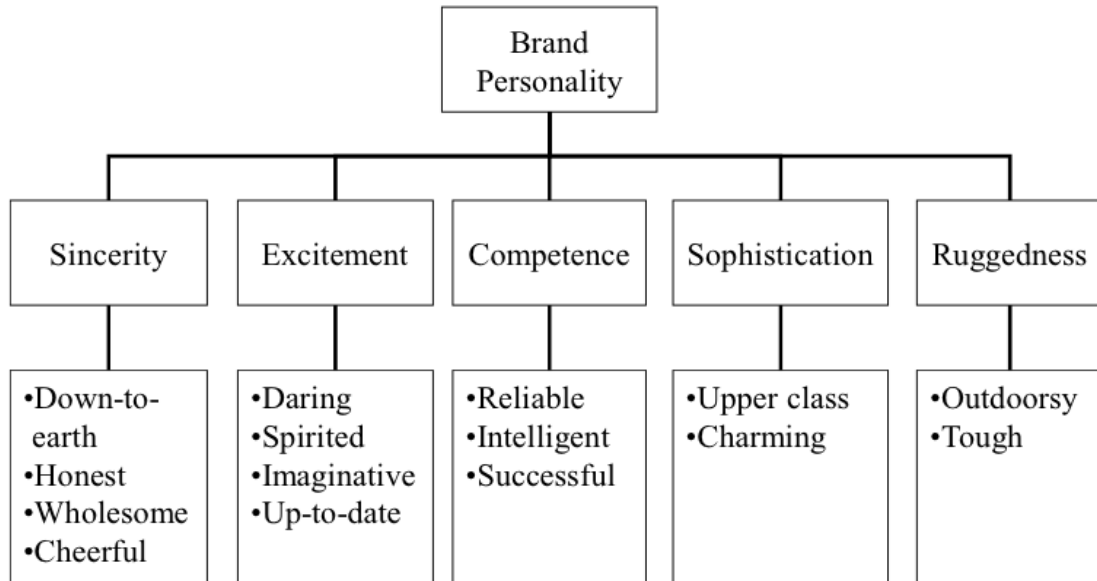 Brand
Personality
Sincerity
Excitement
Competence
Sophistication
Ruggedness
•Down-to-
earth
•Honest
•Wholesome
•Cheerful
•Daring
•Spirited
•Imaginative
•Up-to-date
•Reliable
•Intelligent
•Successful
•Upper class
•Charming
•Outdoorsy
•Tough